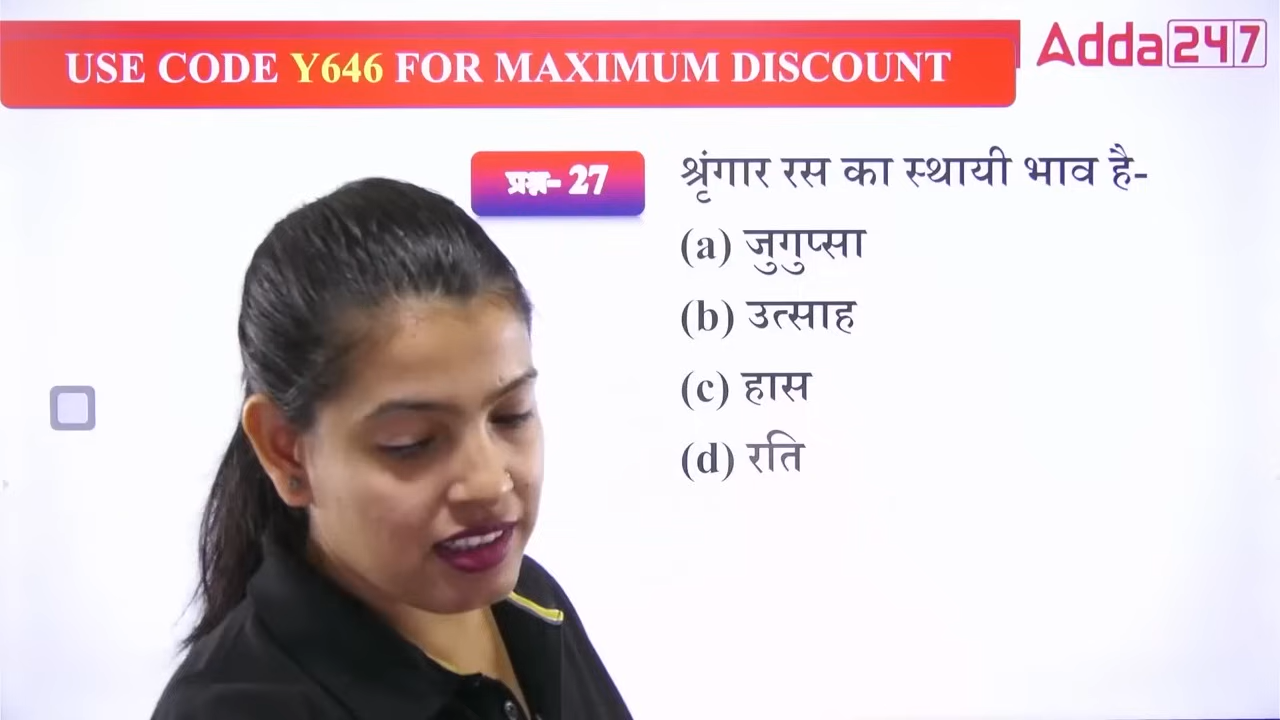 USE CODE Y646 FOR MAXIMUM DISCOUNT
Adda247
प्रश्न- 27
श्रृंगार रस का स्थायी भाव है-
(a) जुगुप्सा
(b) उत्साह
(c) हास
(d) रति